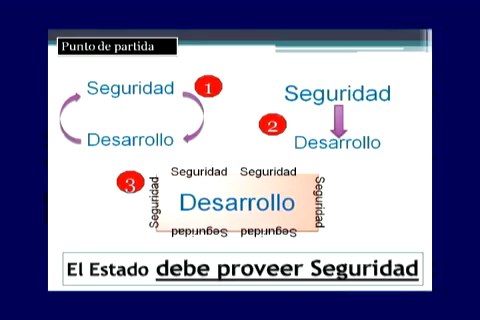 Punto de partida
Seguridad
1
Desarrollo
Seguridad
2
Desarrollo
3
Seguridad Seguridad
Seguridad
Desarrollo
Seguridad
Seguridad Seguridad
El Estado debe proveer Seguridad